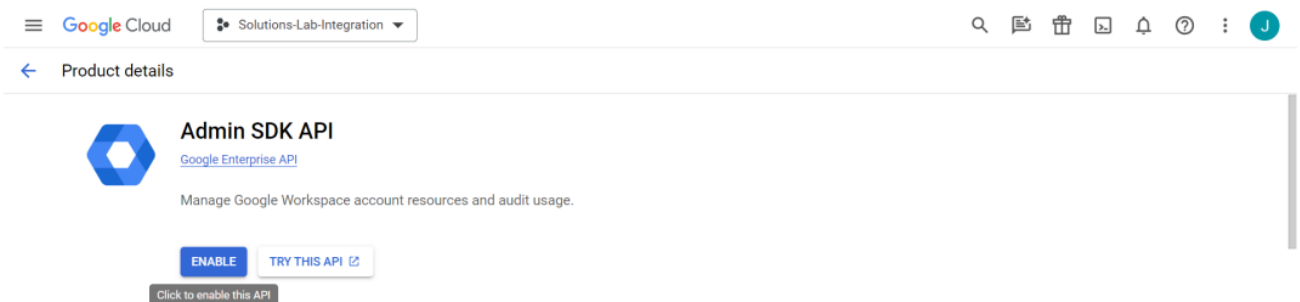 Google Cloud Solutions-Lab-Integration J
Product details
Admin SDK API
Google Enterprise API
Manage Google Workspace account resources and audit usage.
ENABLE TRY THIS API
Click to enable this API